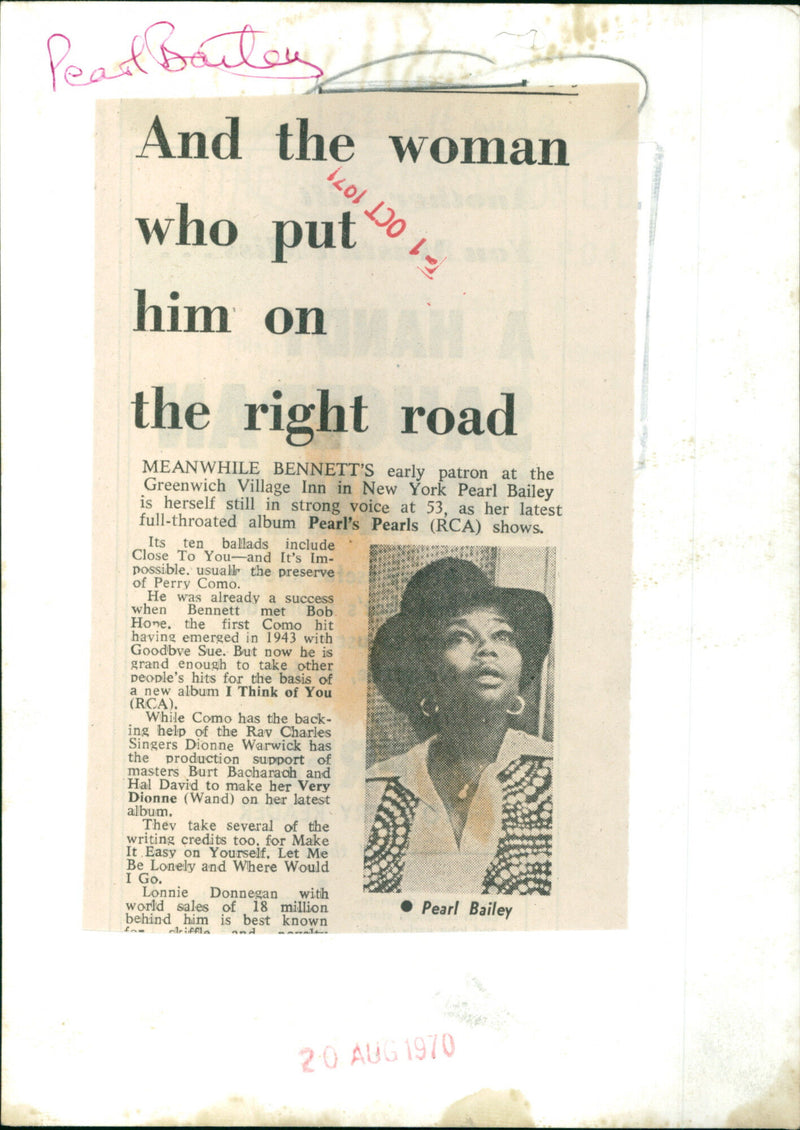 Pearl Bailey
And the woman
who put
-1 OCT 1971
him on
the right road
MEANWHILE BENNETT'S early patron at the
Greenwich Village Inn in New York Pearl Bailey
is herself still in strong voice at 53, as her latest
full-throated album Pearl's Pearls (RCA) shows.
Its ten ballads include
Close To You—and It's Im-
possible, usually the preserve
of Perry Como.
He was already a success
when Bennett met Bob
Hope, the first Como hit
having emerged in 1943 with
Goodbye Sue. But now he is
grand enough to take other
people's hits for the basis of
a new album I Think of You
(RCA).
While Como has the back-
ing help of the Ray Charles
Singers Dionne Warwick has
the production support of
masters Burt Bacharach and
Hal David to make her Very
Dionne (Wand) on her latest
album.
They take several of the
writing credits too, for Make
It Easy on Yourself, Let Me
Be Lonely and Where Would
I Go.
Lonnie Donnegan with
world sales of 18 million
behind him is best known
for skiffle and novelty
● Pearl Bailey
20 AUG 1970